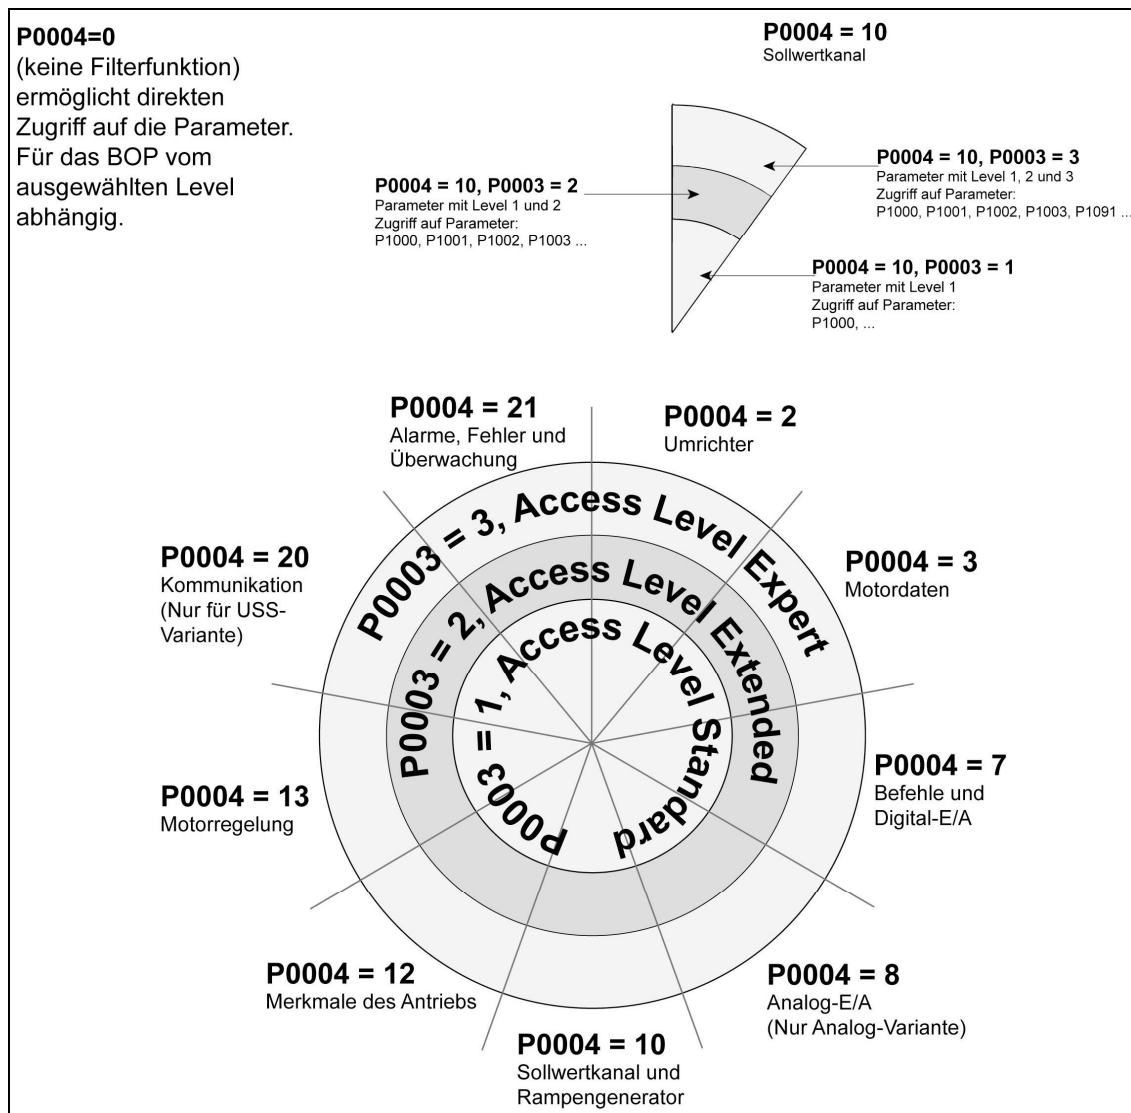 P0004=0
(keine Filterfunktion)
ermöglicht direkten
Zugriff auf die Parameter.
Für das BOP vom
ausgewählten Level
abhängig.
P0004 = 10
Sollwertkanal
P0004 = 10, P0003 = 2
Parameter mit Level 1 und 2
Zugriff auf Parameter:
P1000, P1001, P1002, P1003 ...
P0004 = 10, P0003 = 3
Parameter mit Level 1, 2 und 3
Zugriff auf Parameter:
P1000, P1001, P1002, P1003, P1091 ...
P0004 = 10, P0003 = 1
Parameter mit Level 1
Zugriff auf Parameter:
P1000, ...
P0004 = 21
Alarme, Fehler und
Überwachung
P0004 = 2
Umrichter
P0004 = 20
Kommunikation
(Nur für USS-
Variante)
P0004 = 3
Motordaten
P0003 = 3, Access Level Expert
P0003 = 2, Access Level Extended
P0003 = 1, Access Level Standard
P0004 = 13
Motorregelung
P0004 = 7
Befehle und
Digital-E/A
P0004 = 12
Merkmale des Antriebs
P0004 = 8
Analog-E/A
(Nur Analog-Variante)
P0004 = 10
Sollwertkanal und
Rampengenerator